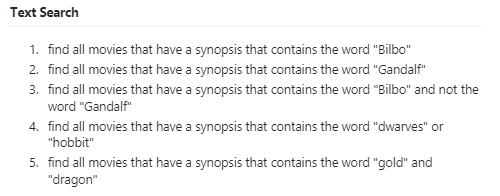 Text Search
1. find all movies that have a synopsis that contains the word "Bilbo"
2. find all movies that have a synopsis that contains the word "Gandalf"
3. find all movies that have a synopsis that contains the word "Bilbo" and not the
word "Gandalf"
4. find all movies that have a synopsis that contains the word "dwarves" or
"hobbit"
5. find all movies that have a synopsis that contains the word "gold" and
"dragon"